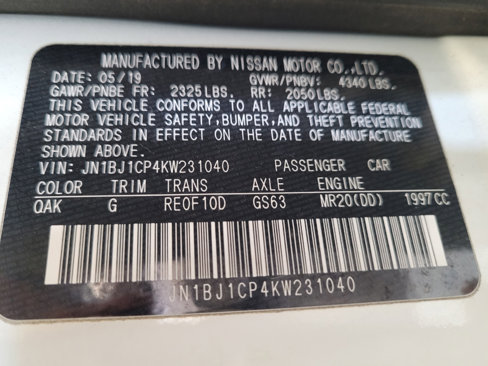 MANUFACTURED BY NISSAN MOTOR CO.,LTD.
DATE: 05/19 GVWR/PNBV: 4340 LBS.
GAWR/PNBE FR: 2325 LBS. RR: 2050 LBS.
THIS VEHICLE CONFORMS TO ALL APPLICABLE FEDERAL
MOTOR VEHICLE SAFETY, BUMPER, AND THEFT PREVENTION
STANDARDS IN EFFECT ON THE DATE OF MANUFACTURE
SHOWN ABOVE.
VIN: JN1BJ1CP4KW231040 PASSENGER CAR
COLOR TRIM TRANS AXLE ENGINE
QAK G RE0F10D GS63 MR20(DD) 1997 CC
JN1BJ1CP4KW231040